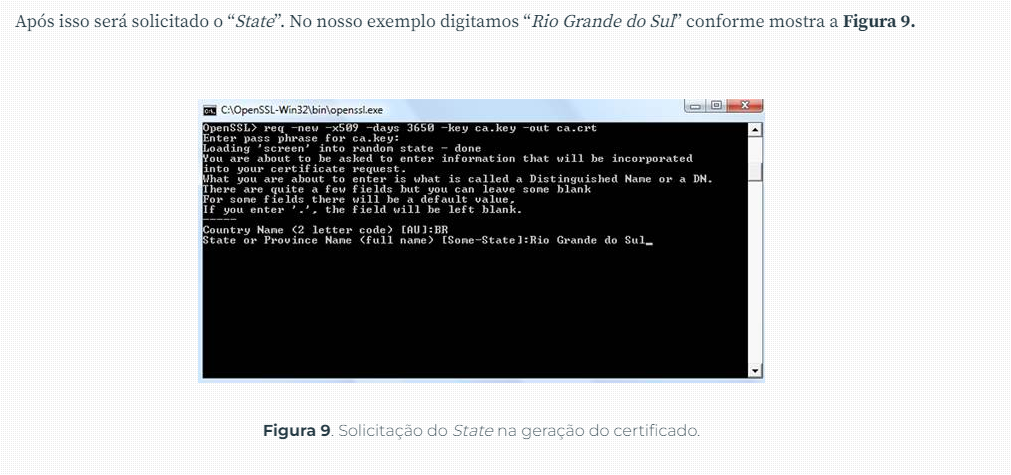 Após isso será solicitado o “State”. No nosso exemplo digitamos “Rio Grande do Sul” conforme mostra a Figura 9.
C:\OpenSSL-Win32\bin\openssl.exe
OpenSSL> req -new -x509 -days 3650 -key ca.key -out ca.crt
Enter pass phrase for ca.key:
Loading 'screen' into random state - done
You are about to be asked to enter information that will be incorporated
into your certificate request.
What you are about to enter is what is called a Distinguished Name or a DN.
There are quite a few fields but you can leave some blank
For some fields there will be a default value,
If you enter '.', the field will be left blank.
-----
Country Name (2 letter code) [AU]:BR
State or Province Name (full name) [Some-State]:Rio Grande do Sul_
Figura 9. Solicitação do State na geração do certificado.